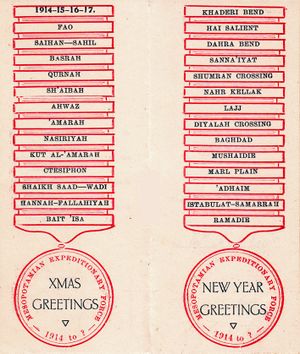 1914-15-16-17.
FAO
SAIHAN—SAHIL
BASRAH
QURNAH
SH'AIBAH
AHWAZ
'AMARAH
NASIRIYAH
KUT AL-'AMARAH
CTESIPHON
SHAIKH SAAD—WADI
HANNAH—FALLAHIYAH
BAIT 'ISA
MESOPOTAMIAN EXPEDITIONARY FORCE
XMAS
GREETINGS
1914 to ?
KHADERI BEND
HAI SALIENT
DAHRA BEND
SANNA'IYAT
SHUMRAN CROSSING
NAHR KELLAK
LAJJ
DIYALAH CROSSING
BAGHDAD
MUSHAIDIE
MARL PLAIN
'ADHAIM
ISTABULAT—SAMARRAH
RAMADIE
MESOPOTAMIAN EXPEDITIONARY FORCE
NEW YEAR
GREETINGS
1914 to ?